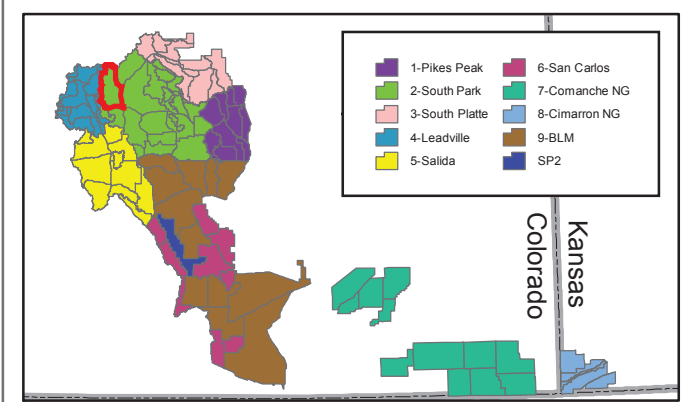 1-Pikes Peak
2-South Park
3-South Platte
4-Leadville
5-Salida
6-San Carlos
7-Comanche NG
8-Cimarron NG
9-BLM
SP2
Kansas
Colorado